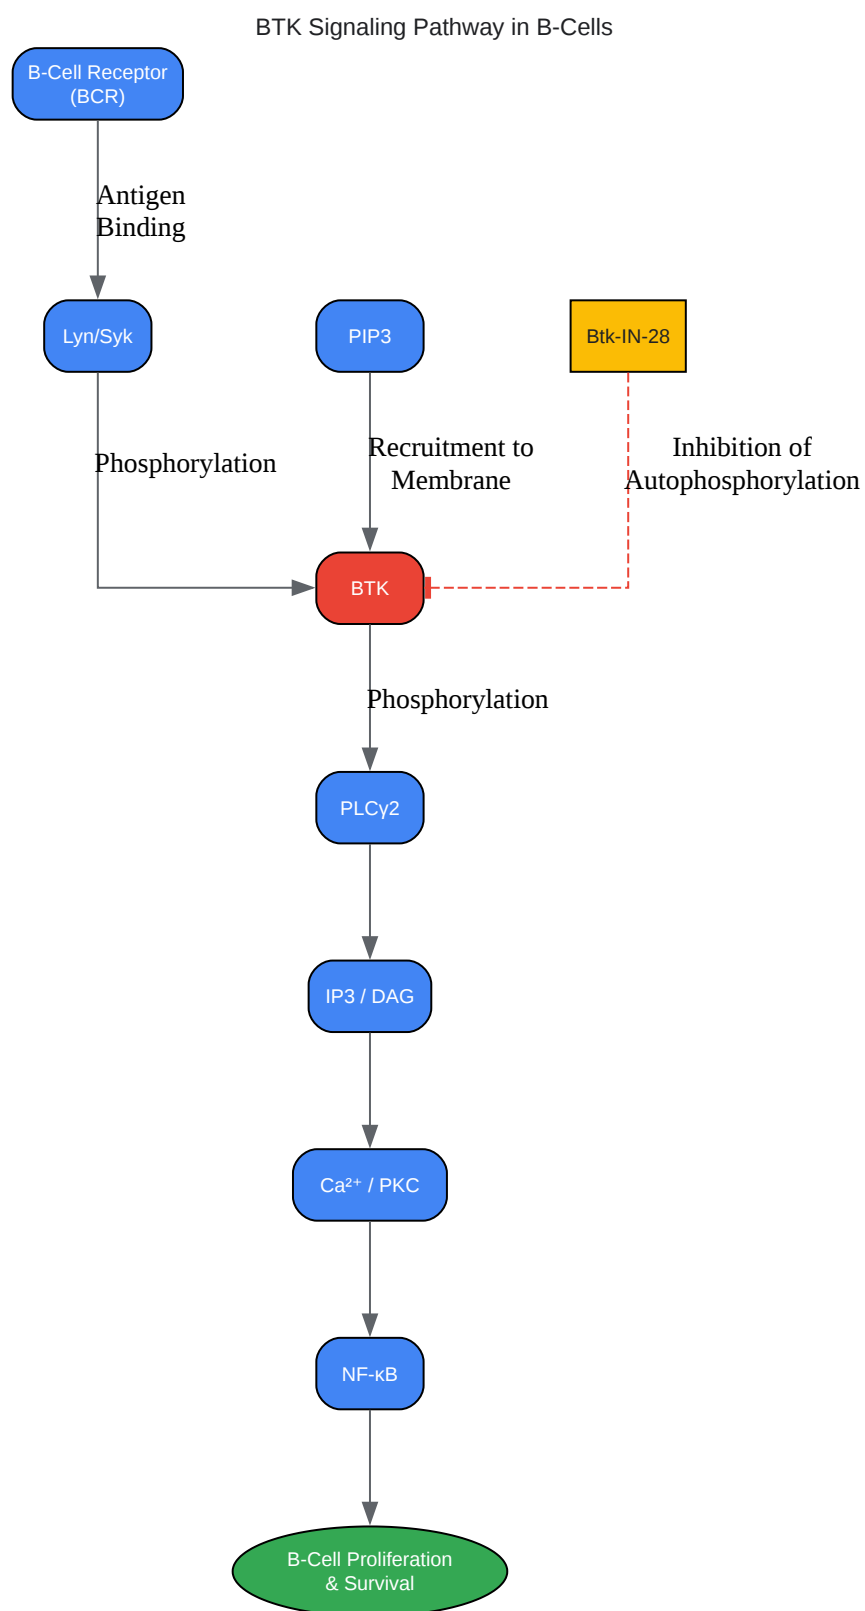 BTK Signaling Pathway in B-Cells
B-Cell Receptor
(BCR)
Antigen
Binding
Lyn/Syk
PIP3
Btk-IN-28
Phosphorylation
Recruitment to
Membrane
Inhibition of
Autophosphorylation
BTK
Phosphorylation
PLCγ2
IP3 / DAG
Ca²⁺ / PKC
NF-κB
B-Cell Proliferation
& Survival